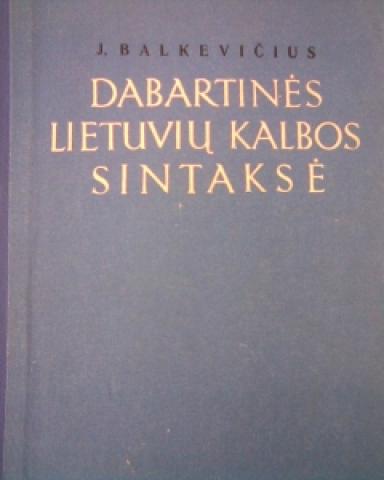 J. BALKEVIČIUS
DABARTINĖS
LIETUVIŲ KALBOS
SINTAKSĖ